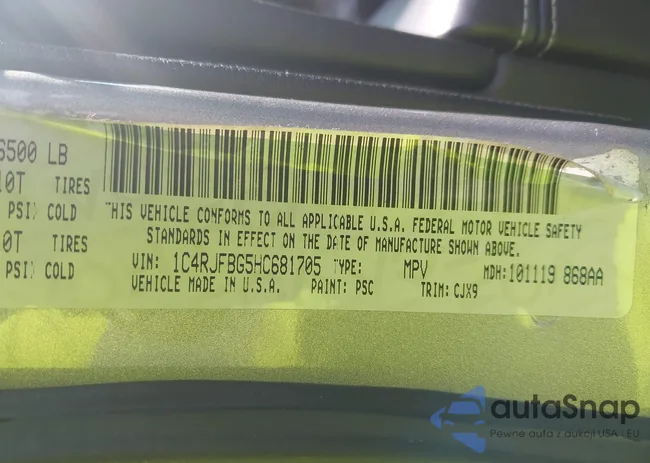 6500 LB
10T TIRES
PSI) COLD
0T TIRES
PSI) COLD
THIS VEHICLE CONFORMS TO ALL APPLICABLE U.S.A. FEDERAL MOTOR VEHICLE SAFETY
STANDARDS IN EFFECT ON THE DATE OF MANUFACTURE SHOWN ABOVE.
VIN: 1C4RJFBG5HC681705 TYPE: MPV MDH:101119 868AA
VEHICLE MADE IN U.S.A. PAINT: PSC TRIM: CJX9
autaSnap
Pewne auta z aukcji USA i EU